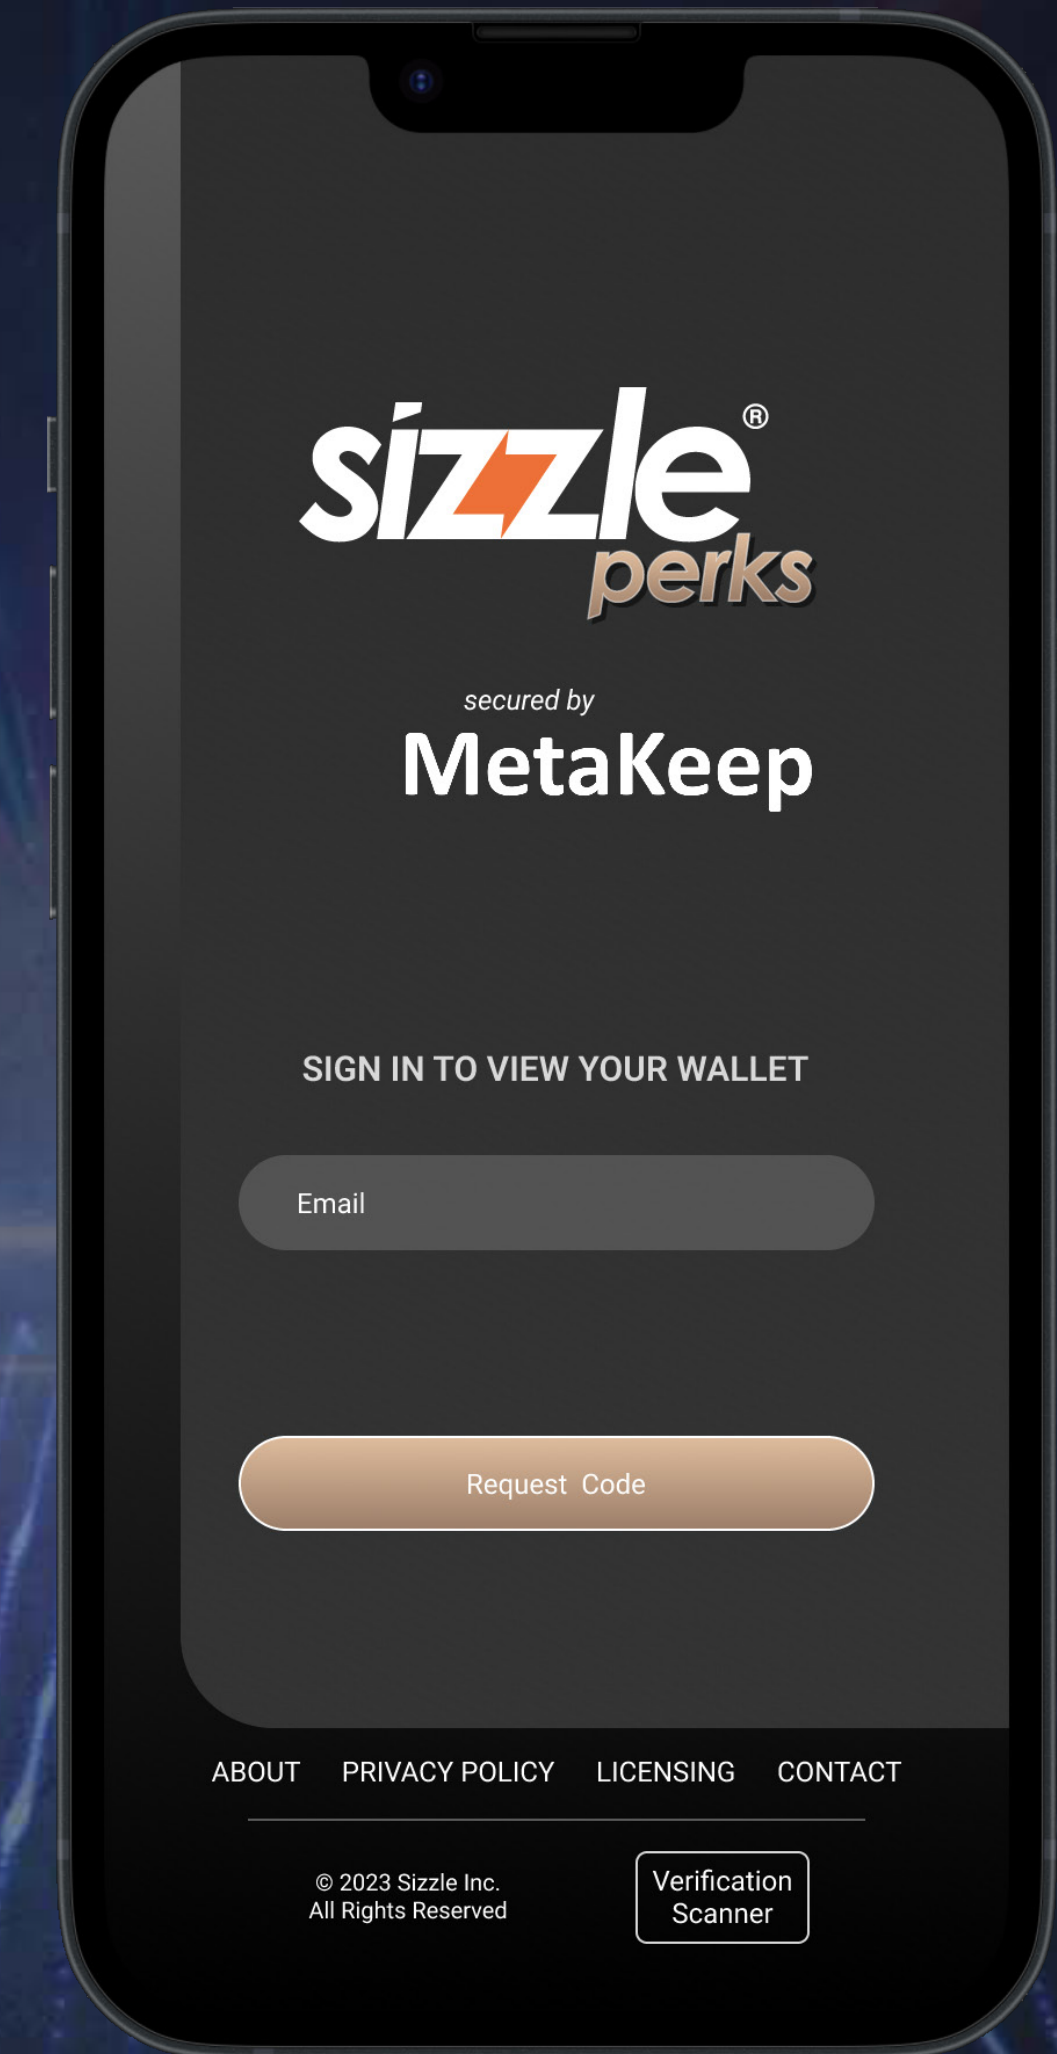 sizzle®
perks
secured by
MetaKeep
SIGN IN TO VIEW YOUR WALLET
Email
Request Code
ABOUT PRIVACY POLICY LICENSING CONTACT
© 2023 Sizzle Inc.
All Rights Reserved
Verification
Scanner